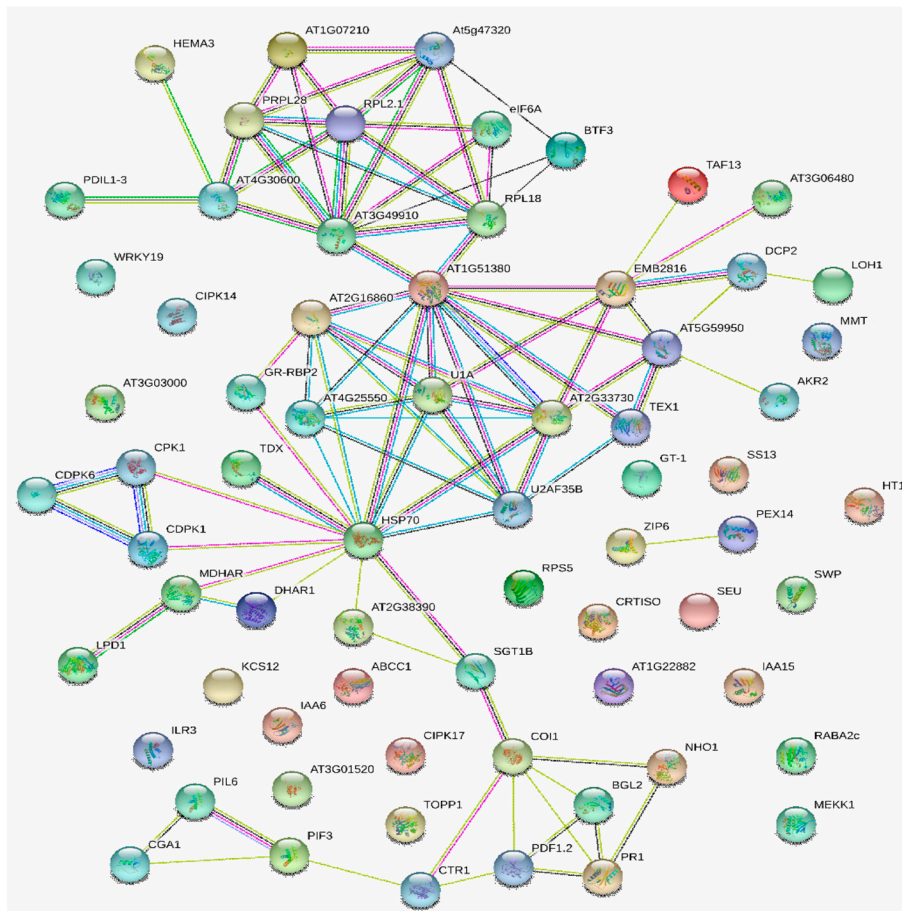 AT1G07210
At5g47320
HEMA3
PRPL28
RPL2.1
eIF6A
BTF3
TAF13
AT3G06480
PDIL1-3
AT4G30600
AT3G49910
RPL18
WRKY19
AT1G51380
EMB2816
DCP2
LOH1
CIPK14
AT2G16860
AT5G59950
MMT
GR-RBP2
U1A
AT3G03000
AT4G25550
AT2G33730
TEX1
AKR2
CPK1
TDX
GT-1
SS13
CDPK6
U2AF35B
HT1
CDPK1
HSP70
ZIP6
PEX14
MDHAR
DHAR1
RPS5
SWP
AT2G38390
CRTISO
SEU
LPD1
SGT1B
KCS12
ABCC1
AT1G22882
IAA15
IAA6
ILR3
CIPK17
COI1
NHO1
RABA2c
AT3G01520
BGL2
PIL6
TOPP1
MEKK1
CGA1
PIF3
PDF1.2
PR1
CTR1